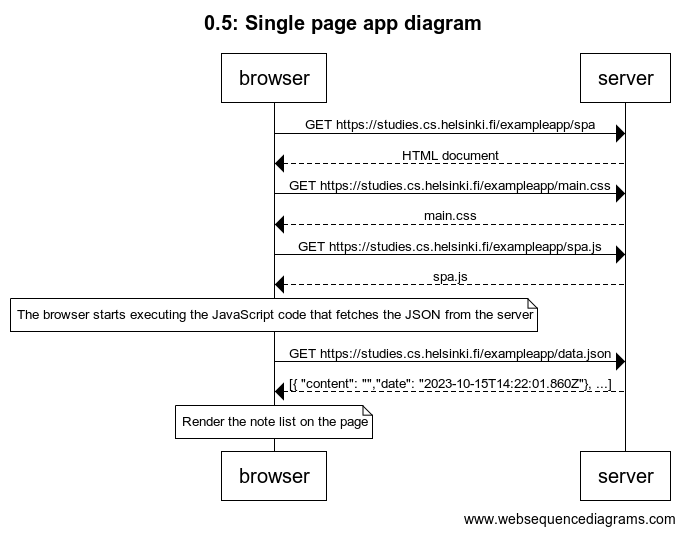 0.5: Single page app diagram
browser
server
GET https://studies.cs.helsinki.fi/exampleapp/spa
HTML document
GET https://studies.cs.helsinki.fi/exampleapp/main.css
main.css
GET https://studies.cs.helsinki.fi/exampleapp/spa.js
spa.js
The browser starts executing the JavaScript code that fetches the JSON from the server
GET https://studies.cs.helsinki.fi/exampleapp/data.json
[{ "content": "","date": "2023-10-15T14:22:01.860Z"}, ...]
Render the note list on the page
browser
server
www.websequencediagrams.com